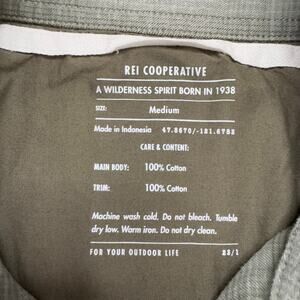 REI COOPERATIVE
A WILDERNESS SPIRIT BORN IN 1938
SIZE: Medium
Made in Indonesia 47.8670/-121.6788
CARE & CONTENT:
MAIN BODY: 100% Cotton
TRIM: 100% Cotton
Machine wash cold. Do not bleach. Tumble
dry low. Warm iron. Do not dry clean.
FOR YOUR OUTDOOR LIFE